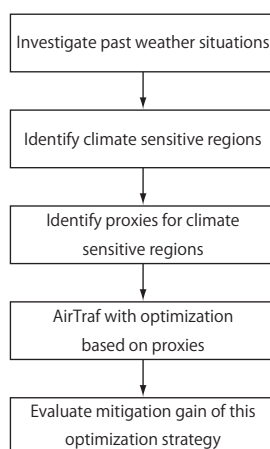 Investigate past weather situations
Identify climate sensitive regions
Identify proxies for climate
sensitive regions
AirTraf with optimization
based on proxies
Evaluate mitigation gain of this
optimization strategy